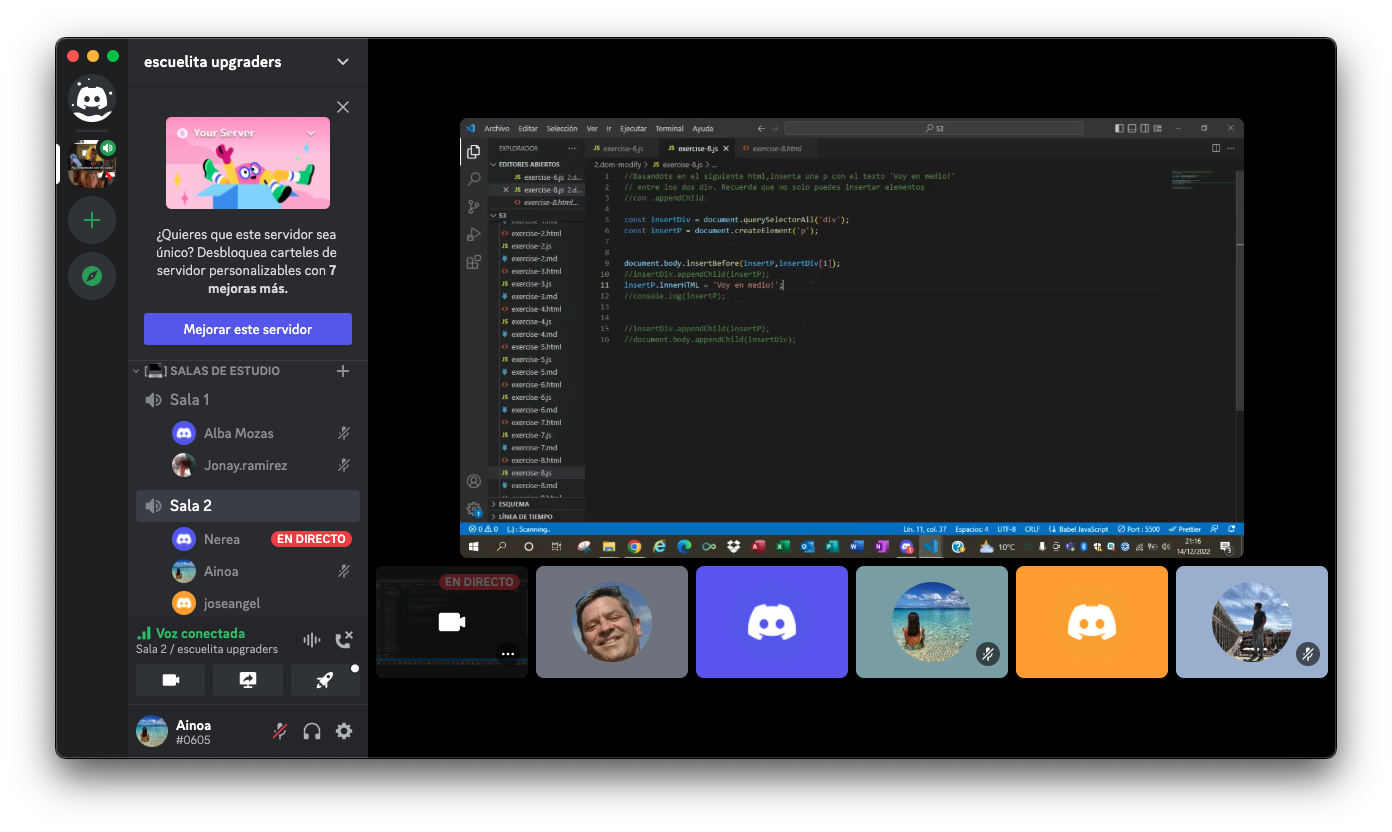 escuelita upgraders
Your Server
¿Quieres que este servidor sea
único? Desbloquea carteles de
servidor personalizables con 7
mejoras más.
Mejorar este servidor
SALAS DE ESTUDIO
Sala 1
Alba Mozas
Jonay.ramirez
Sala 2
Nerea EN DIRECTO
Ainoa
joseangel
Voz conectada
Sala 2 / escuelita upgraders
Ainoa
#0605
Archivo Editar Selección Ver Ir Ejecutar Terminal Ayuda
S3
EXPLORADOR ...
EDITORES ABIERTOS
JS exercise-6.js 2.d...
JS exercise-8.js 2.d...
exercise-8.html...
S3
exercise-2.html
JS exercise-2.js
exercise-2.md
exercise-3.html
JS exercise-3.js
exercise-3.md
exercise-4.html
JS exercise-4.js
exercise-4.md
exercise-5.html
JS exercise-5.js
exercise-5.md
exercise-6.html
JS exercise-6.js
exercise-6.md
exercise-7.html
JS exercise-7.js
exercise-7.md
exercise-8.html
JS exercise-8.js
exercise-8.md
ESQUEMA
LÍNEA DE TIEMPO
JS exercise-6.js JS exercise-8.js exercise-8.html
2.dom-modify > JS exercise-8.js > ...
1 //Basandote en el siguiente html,inserta una p con el texto 'Voy en medio!'
2 // entre los dos div. Recuerda que no solo puedes insertar elementos
3 //con .appendChild.
4
5 const insertDiv = document.querySelectorAll('div');
6 const insertP = document.createElement('p');
7
8
9 document.body.insertBefore(insertP,insertDiv[1]);
10 //insertDiv.appendChild(insertP);
11 insertP.innerHTML = 'Voy en medio!';
12 //console.log(insertP);
13
14
15 //insertDiv.appendChild(insertP);
16 //document.body.appendChild(insertDiv);
0 0 {..} : Scanning.. Lín. 11, col. 37 Espacios: 4 UTF-8 CRLF Babel JavaScript Port : 5500 Prettier
10°C
21:16
14/12/2022
EN DIRECTO